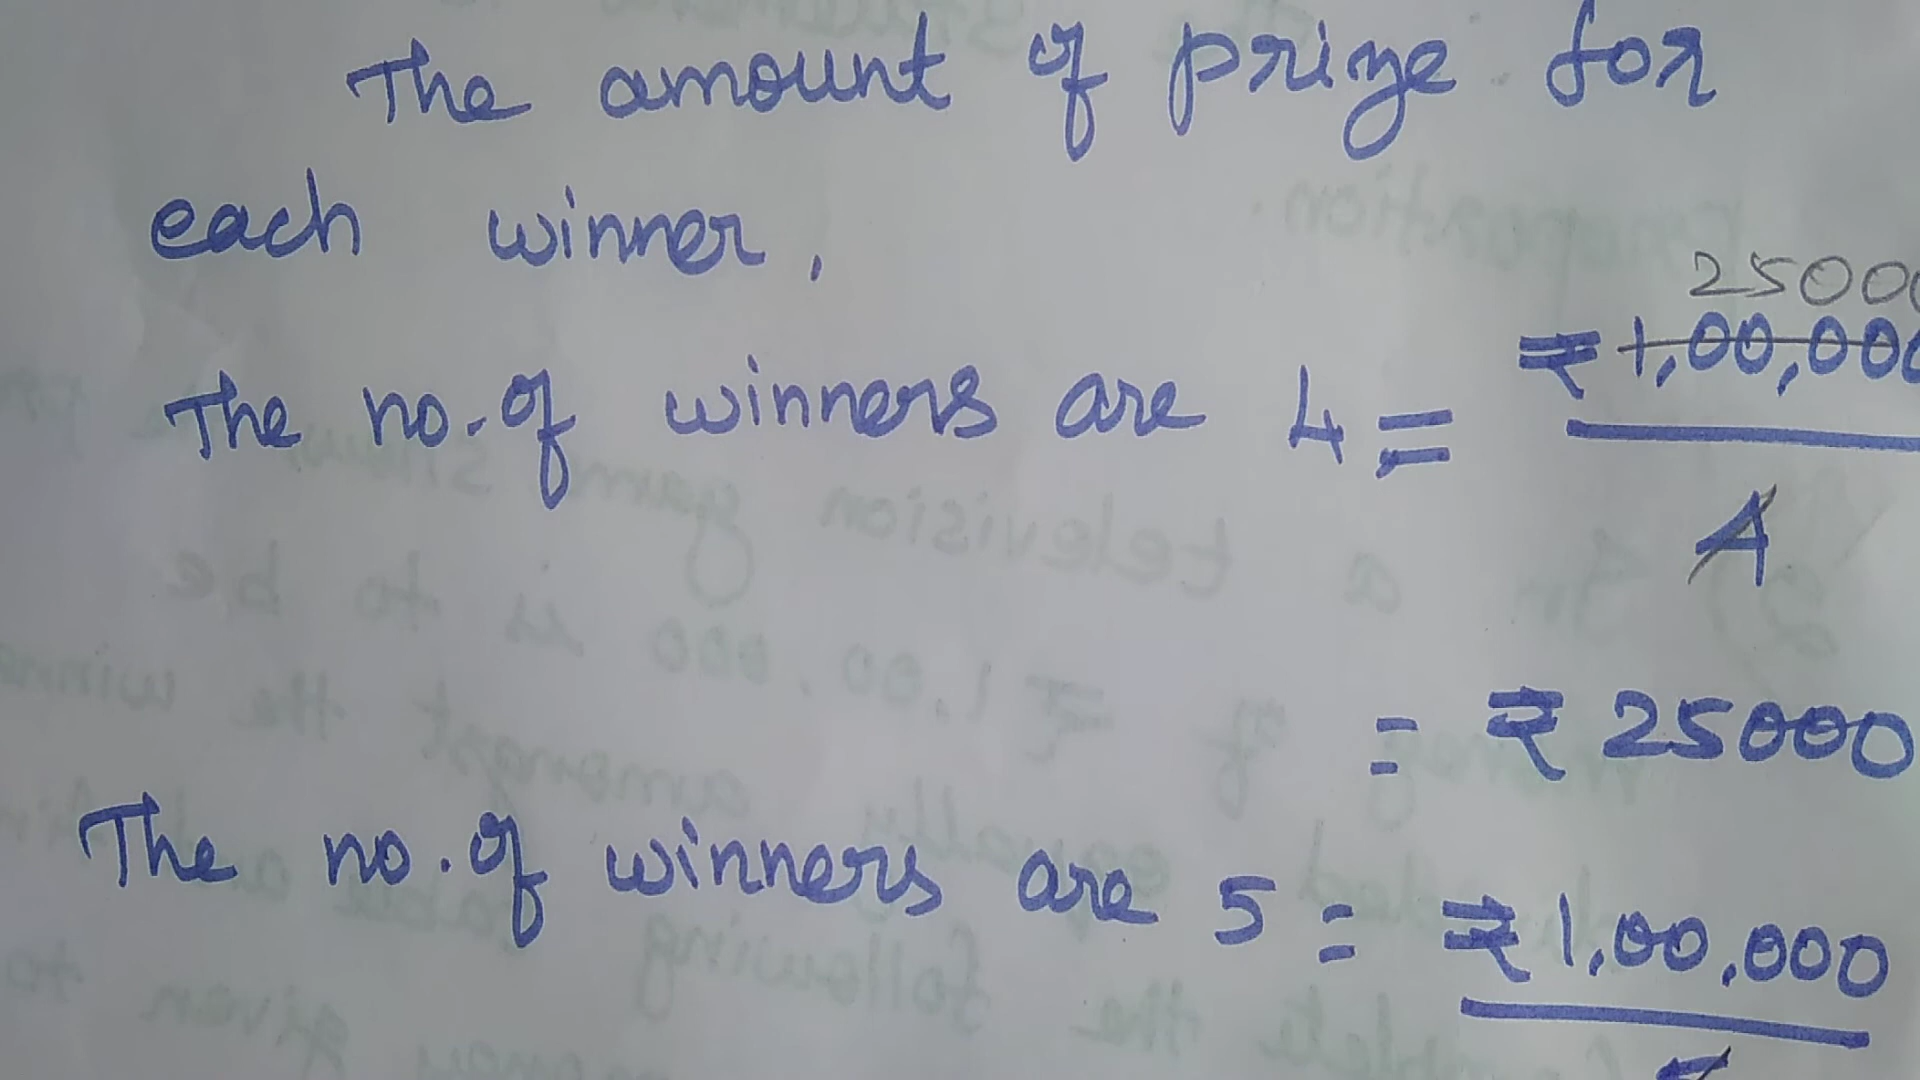 The amount of prize for
each winner,
25000
The no. of winners are 4 = ₹ 1,00,000
4
= ₹ 25000
The no. of winners are 5 = ₹ 1,00,000